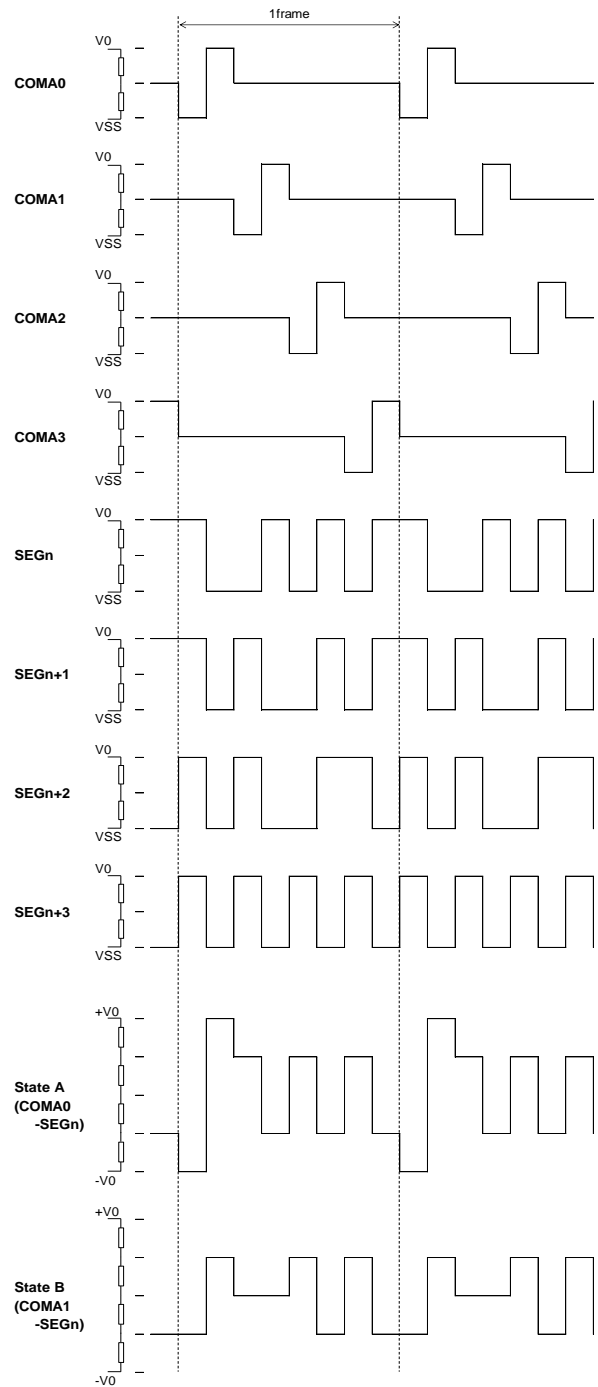 1frame
V0
COMA0
VSS
V0
COMA1
VSS
V0
COMA2
VSS
V0
COMA3
VSS
V0
SEGn
VSS
V0
SEGn+1
VSS
V0
SEGn+2
VSS
V0
SEGn+3
VSS
+V0
State A
(COMA0
-SEGn)
-V0
+V0
State B
(COMA1
-SEGn)
-V0